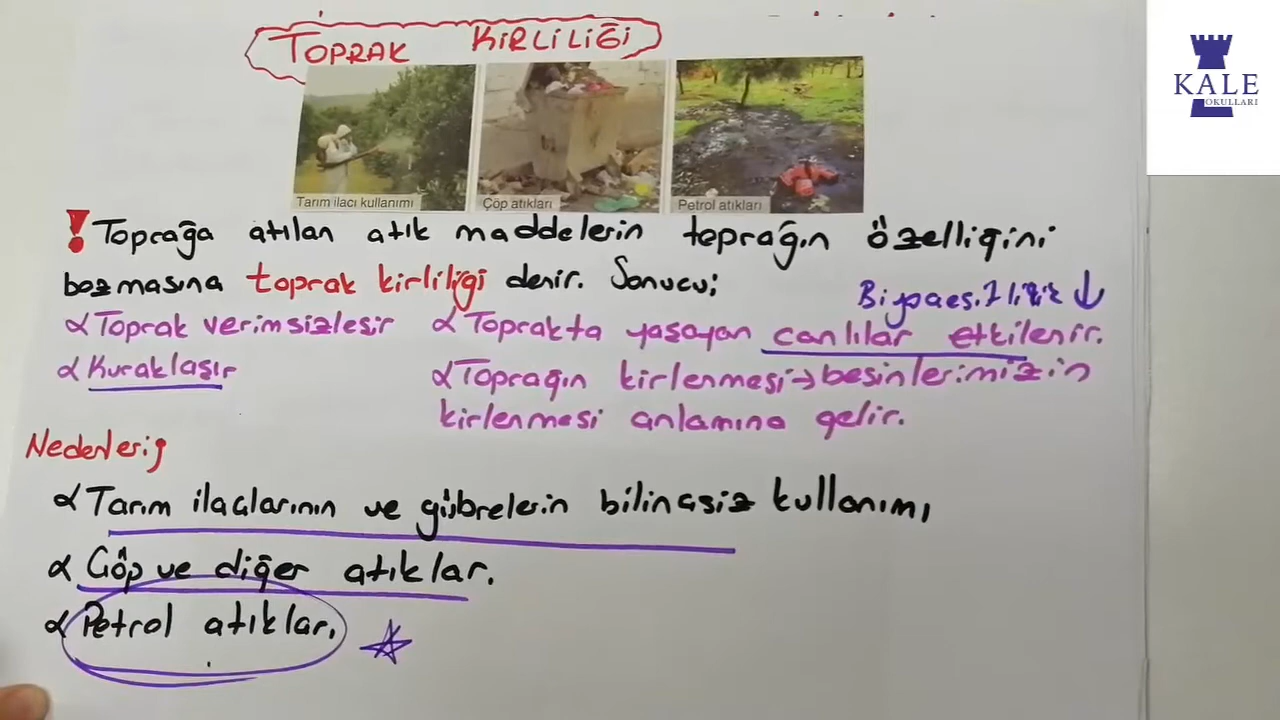 TOPRAK KİRLİLİĞİ
KALE
OKULLARI
Tarım ilacı kullanımı
Çöp atıkları
Petrol atıkları
! Toprağa atılan atık maddelerin toprağın özelliğini
bozmasına toprak kirliliği denir. Sonucu;
Biyoçeşitlilik ↓
α Toprak verimsizleşir
α Toprakta yaşayan canlılar etkilenir.
α Kuraklaşır
α Toprağın kirlenmesi → besinlerimizin
kirlenmesi anlamına gelir.
Nedenleri;
α Tarım ilaçlarının ve gübrelerin bilinçsiz kullanımı
α Çöp ve diğer atıklar.
α Petrol atıkları